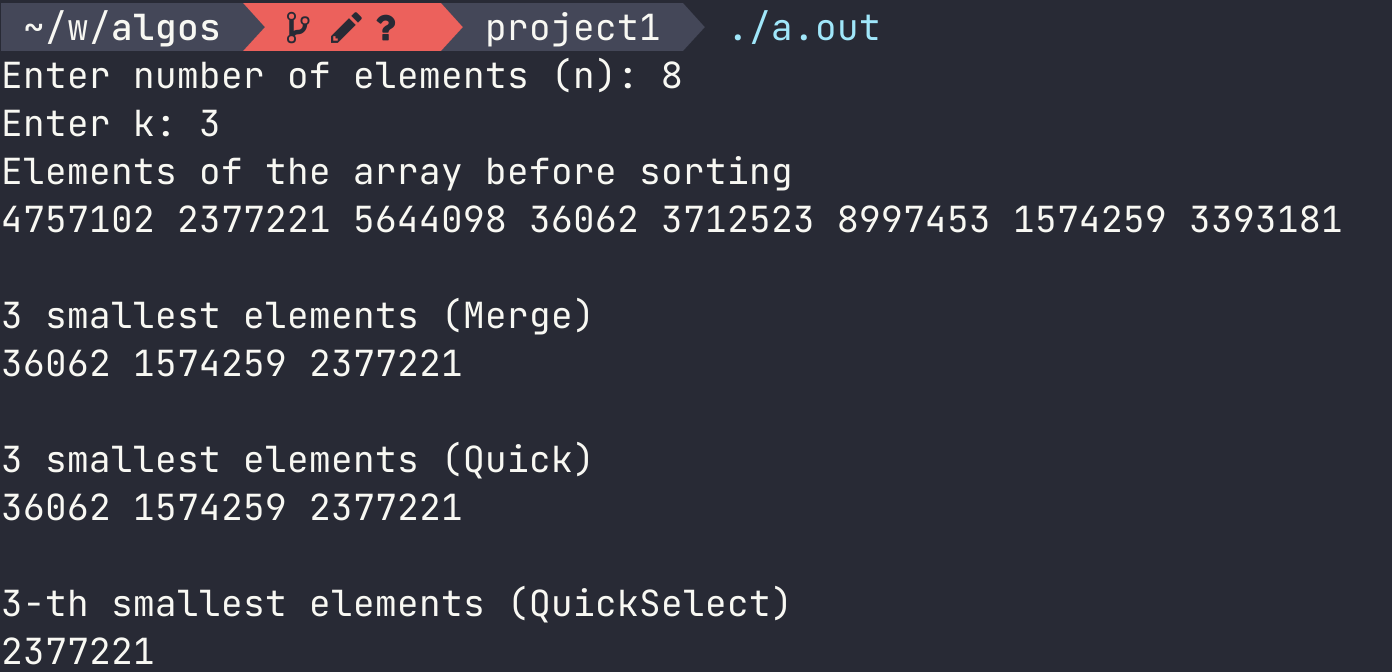 ~/w/algos ? project1 ./a.out
Enter number of elements (n): 8
Enter k: 3
Elements of the array before sorting
4757102 2377221 5644098 36062 3712523 8997453 1574259 3393181
3 smallest elements (Merge)
36062 1574259 2377221
3 smallest elements (Quick)
36062 1574259 2377221
3-th smallest elements (QuickSelect)
2377221